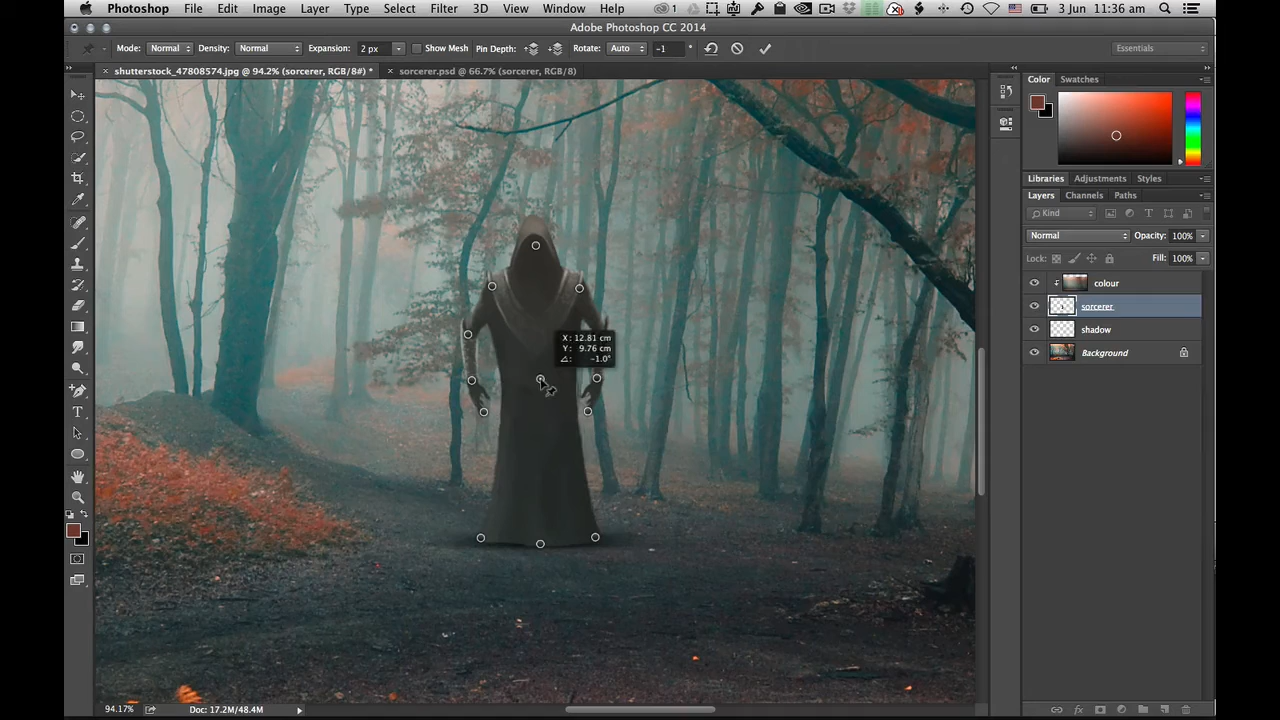 Photoshop File Edit Image Layer Type Select Filter 3D View Window Help 1 3 Jun 11:36 am
Adobe Photoshop CC 2014
Mode: Normal Density: Normal Expansion: 2 px Show Mesh Pin Depth: Rotate: Auto -1 ° Essentials
× shutterstock_47808574.jpg @ 94.2% (sorcerer, RGB/8#) * × sorcerer.psd @ 66.7% (sorcerer, RGB/8)
Color Swatches
Libraries Adjustments Styles
Layers Channels Paths
Kind
Normal Opacity: 100%
Lock: Fill: 100%
colour
sorcerer
shadow
Background
X: 12.81 cm
Y: 9.76 cm
-1.0°
94.17% Doc: 17.2M/48.4M